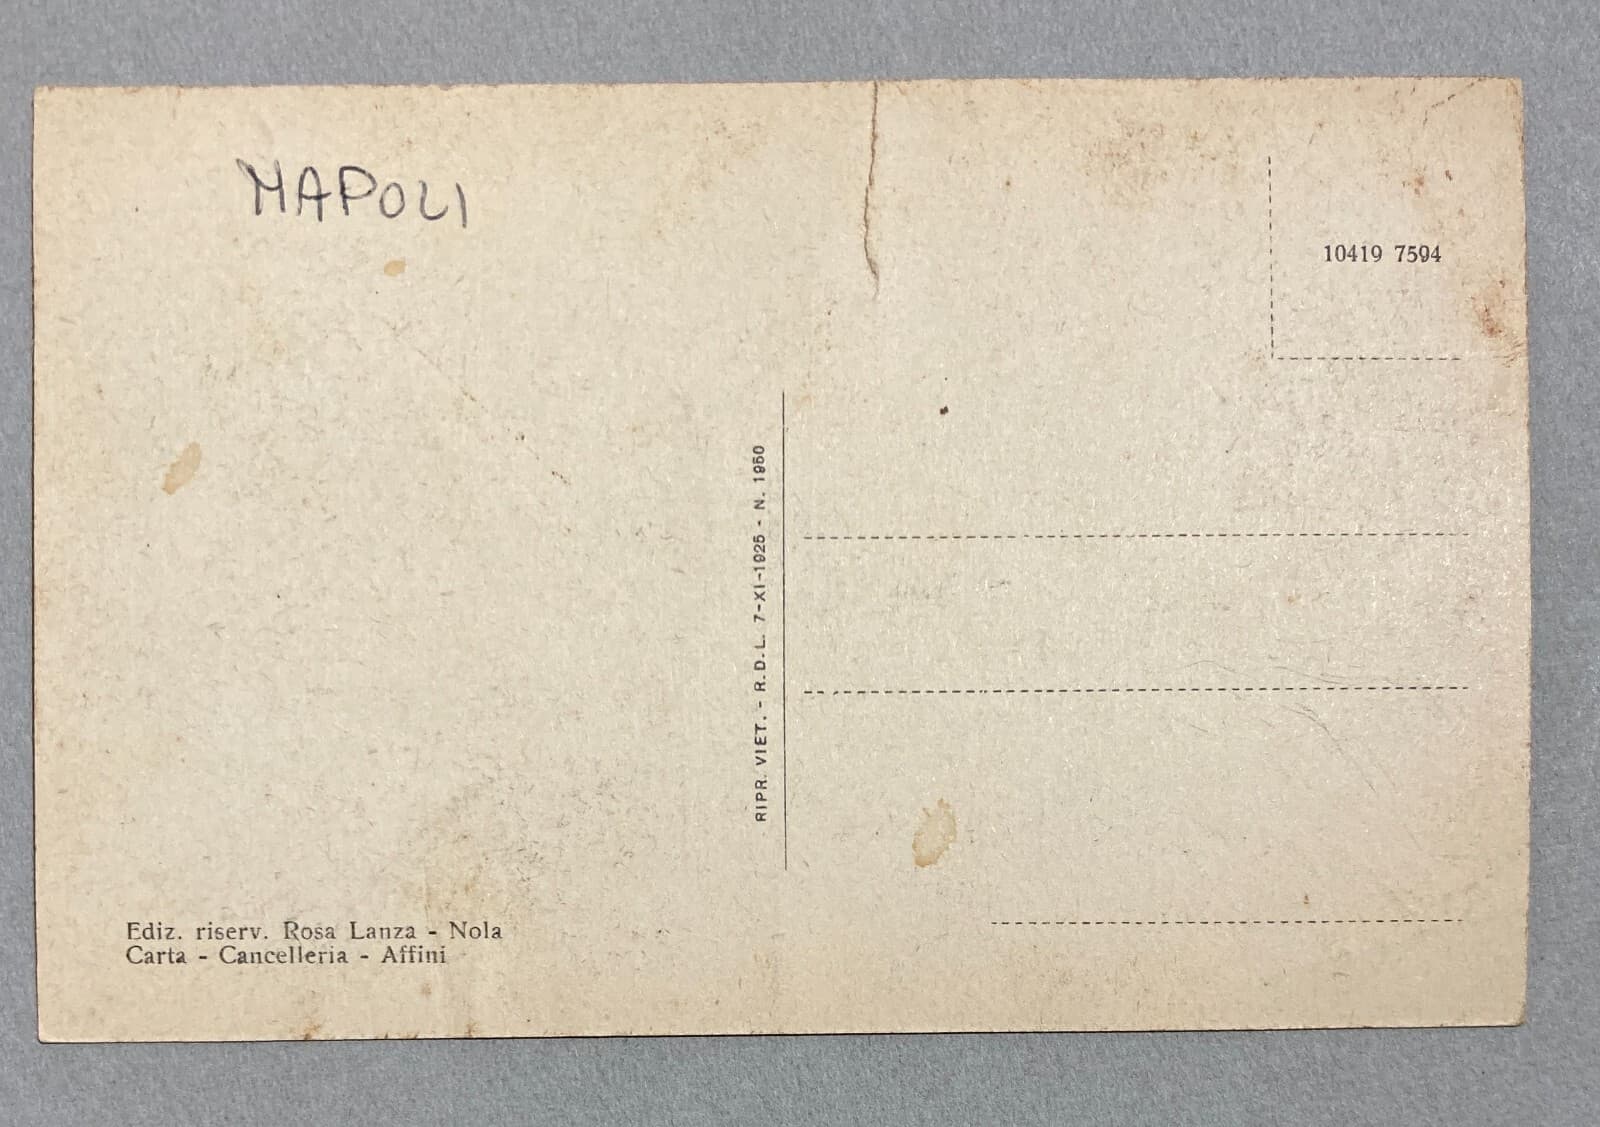 NAPOLI
10419 7594
RIPR. VIET. - R.D.L. 7-XI-1925 - N. 1950
Ediz. riserv. Rosa Lanza - Nola
Carta - Cancelleria - Affini